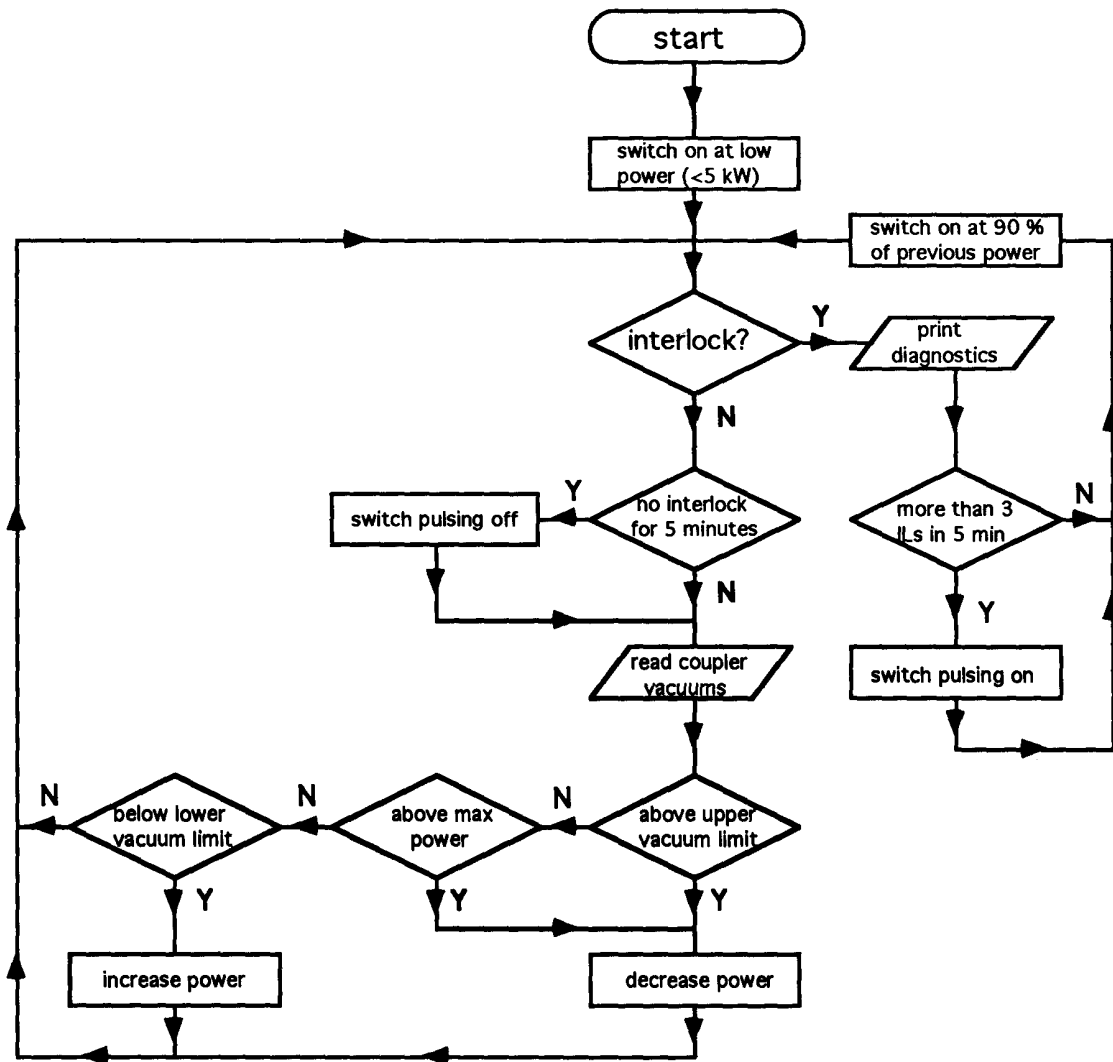 start
switch on at low
power (<5 kW)
switch on at 90 %
of previous power
interlock?
Y
print
diagnostics
N
no interlock
for 5 minutes
Y
switch pulsing off
N
more than 3
ILs in 5 min
N
Y
switch pulsing on
read coupler
vacuums
above upper
vacuum limit
N
above max
power
N
below lower
vacuum limit
N
Y
Y
Y
increase power
decrease power